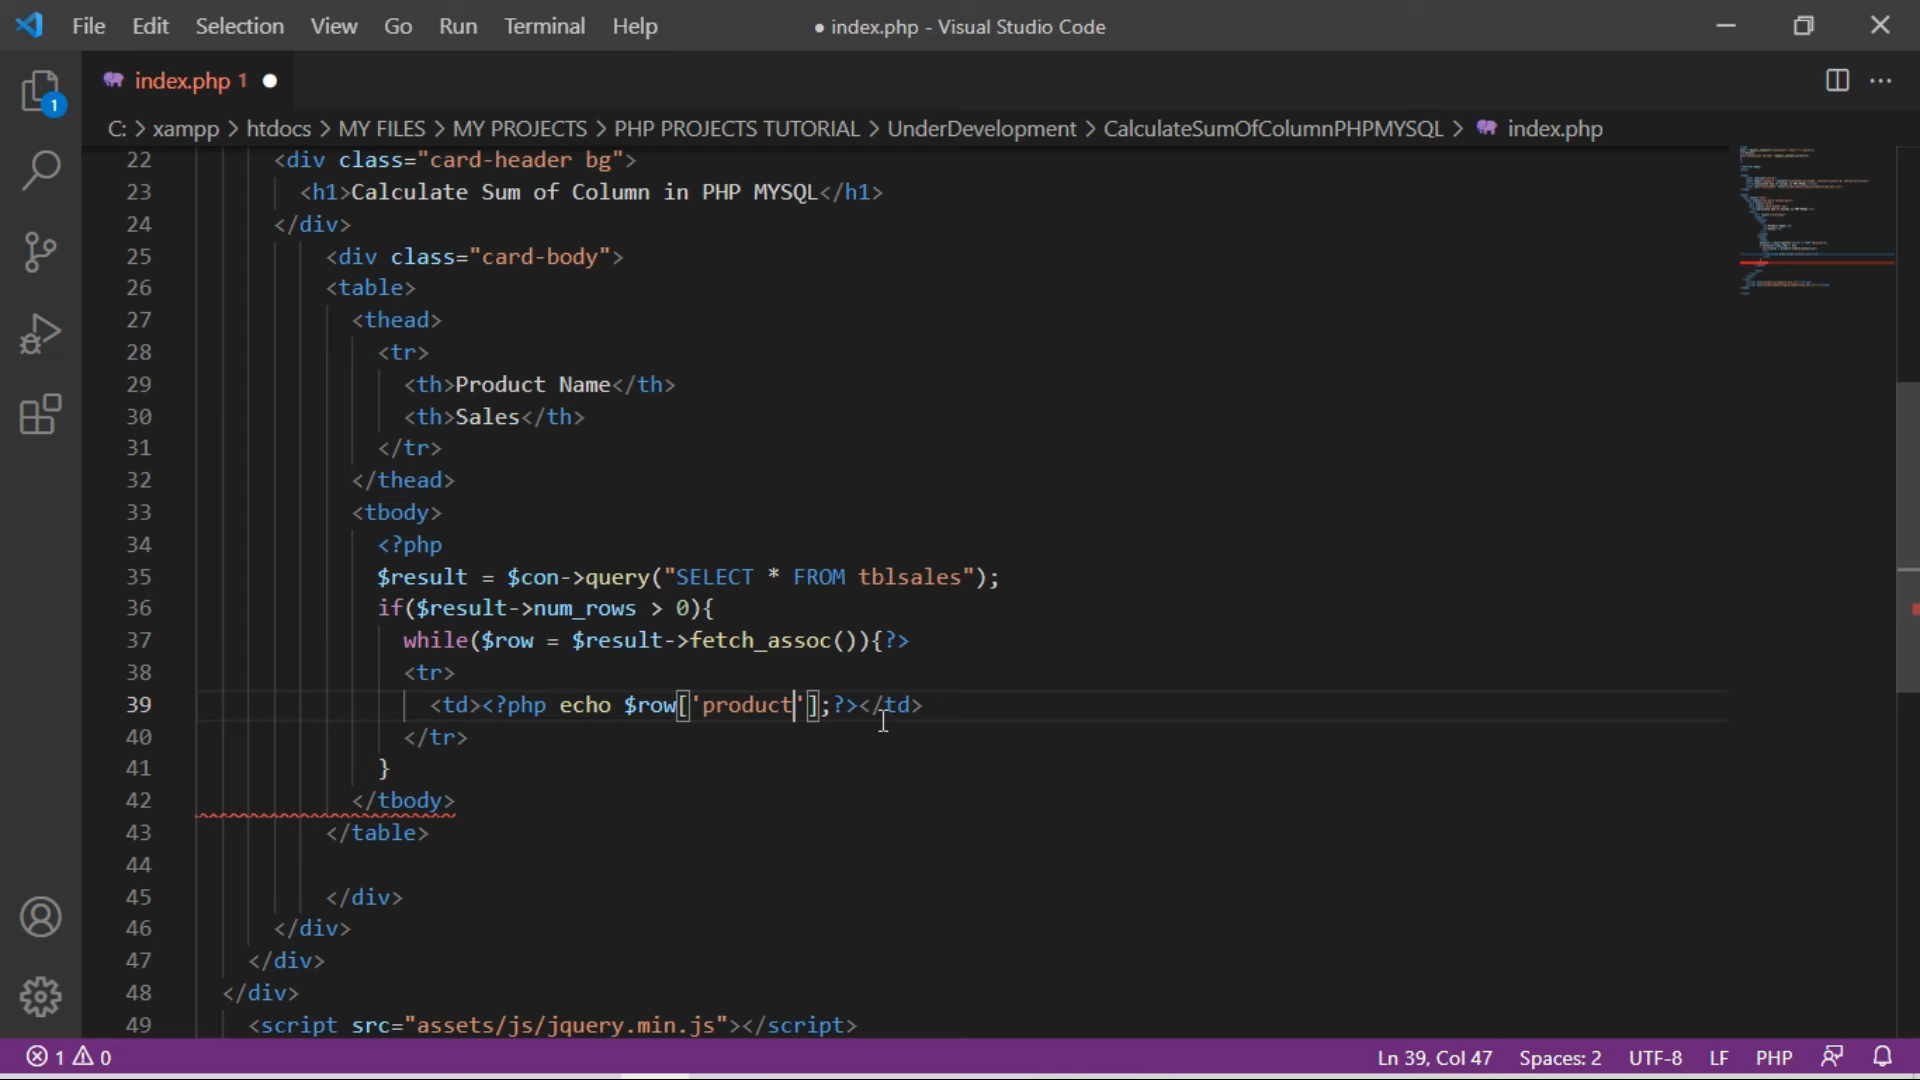 File Edit Selection View Go Run Terminal Help ● index.php - Visual Studio Code
index.php 1 ●
C: > xampp > htdocs > MY FILES > MY PROJECTS > PHP PROJECTS TUTORIAL > UnderDevelopment > CalculateSumOfColumnPHPMYSQL > index.php
1
22 <div class="card-header bg">
23 <h1>Calculate Sum of Column in PHP MYSQL</h1>
24 </div>
25 <div class="card-body">
26 <table>
27 <thead>
28 <tr>
29 <th>Product Name</th>
30 <th>Sales</th>
31 </tr>
32 </thead>
33 <tbody>
34 <?php
35 $result = $con->query("SELECT * FROM tblsales");
36 if($result->num_rows > 0){
37 while($row = $result->fetch_assoc()){?>
38 <tr>
39 <td><?php echo $row['product'];?></td>
40 </tr>
41 }
42 </tbody>
43 </table>
44
45 </div>
46 </div>
47 </div>
48 </div>
49 <script src="assets/js/jquery.min.js"></script>
1 0 Ln 39, Col 47 Spaces: 2 UTF-8 LF PHP